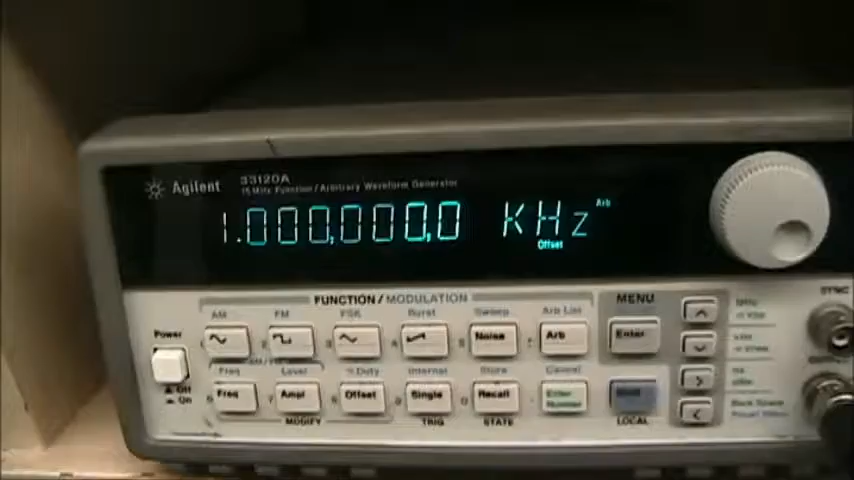 Agilent 33120A
15 MHz Function / Arbitrary Waveform Generator
1.000,000,0 KHz Arb
Offset
FUNCTION / MODULATION
MENU
SYNC
AM FM FSK Burst Sweep Arb List
Power
Noise Arb Enter
Freq Level % Duty Internal Store Cancel
Freq Ampl Offset Single Recall Enter Number
Off
On
MODIFY TRIG STATE LOCAL
Back Space